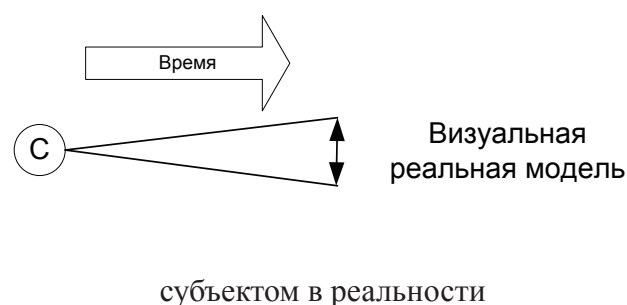 Время
С
Визуальная
реальная модель
субъектом в реальности